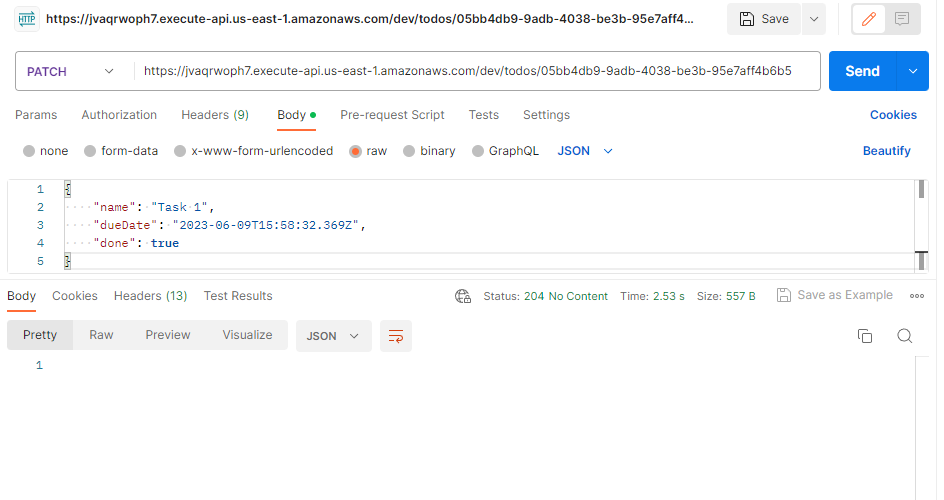 HTTP https://jvaqrwoph7.execute-api.us-east-1.amazonaws.com/dev/todos/05bb4db9-9adb-4038-be3b-95e7aff4... Save
PATCH https://jvaqrwoph7.execute-api.us-east-1.amazonaws.com/dev/todos/05bb4db9-9adb-4038-be3b-95e7aff4b6b5 Send
Params Authorization Headers (9) Body Pre-request Script Tests Settings Cookies
none form-data x-www-form-urlencoded raw binary GraphQL JSON Beautify
1 {
2 "name": "Task 1",
3 "dueDate": "2023-06-09T15:58:32.369Z",
4 "done": true
5 }
Body Cookies Headers (13) Test Results Status: 204 No Content Time: 2.53 s Size: 557 B Save as Example
Pretty Raw Preview Visualize JSON
1